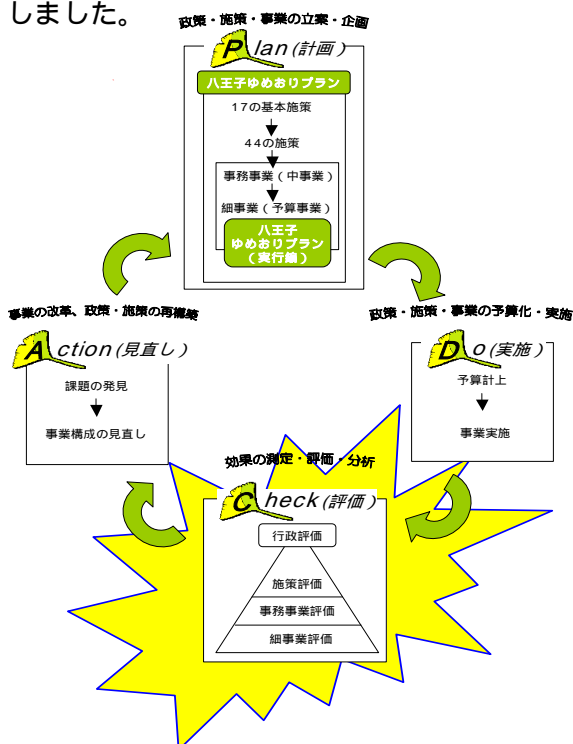 しました。
政策・施策・事業の立案・企画
Plan(計画)
八王子ゆめおりプラン
17の基本施策
44の施策
事務事業(中事業)
細事業(予算事業)
八王子
ゆめおりプラン
(実行編)
事業の改革、政策・施策の再構築
Action(見直し)
課題の発見
事業構成の見直し
政策・施策・事業の予算化・実施
Do(実施)
予算計上
事業実施
効果の測定・評価・分析
Check(評価)
行政評価
施策評価
事務事業評価
細事業評価